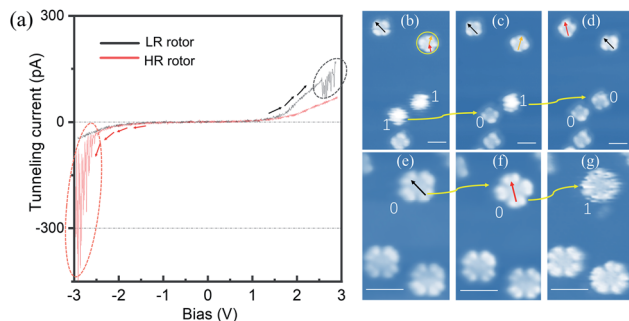 (a)
300
150
0
-300
Tunneling current (pA)
LR rotor
HR rotor
-3 -2 -1 0 1 2 3
Bias (V)
(b)
1
1
(c)
1
0
(d)
0
0
(e)
0
(f)
0
(g)
1